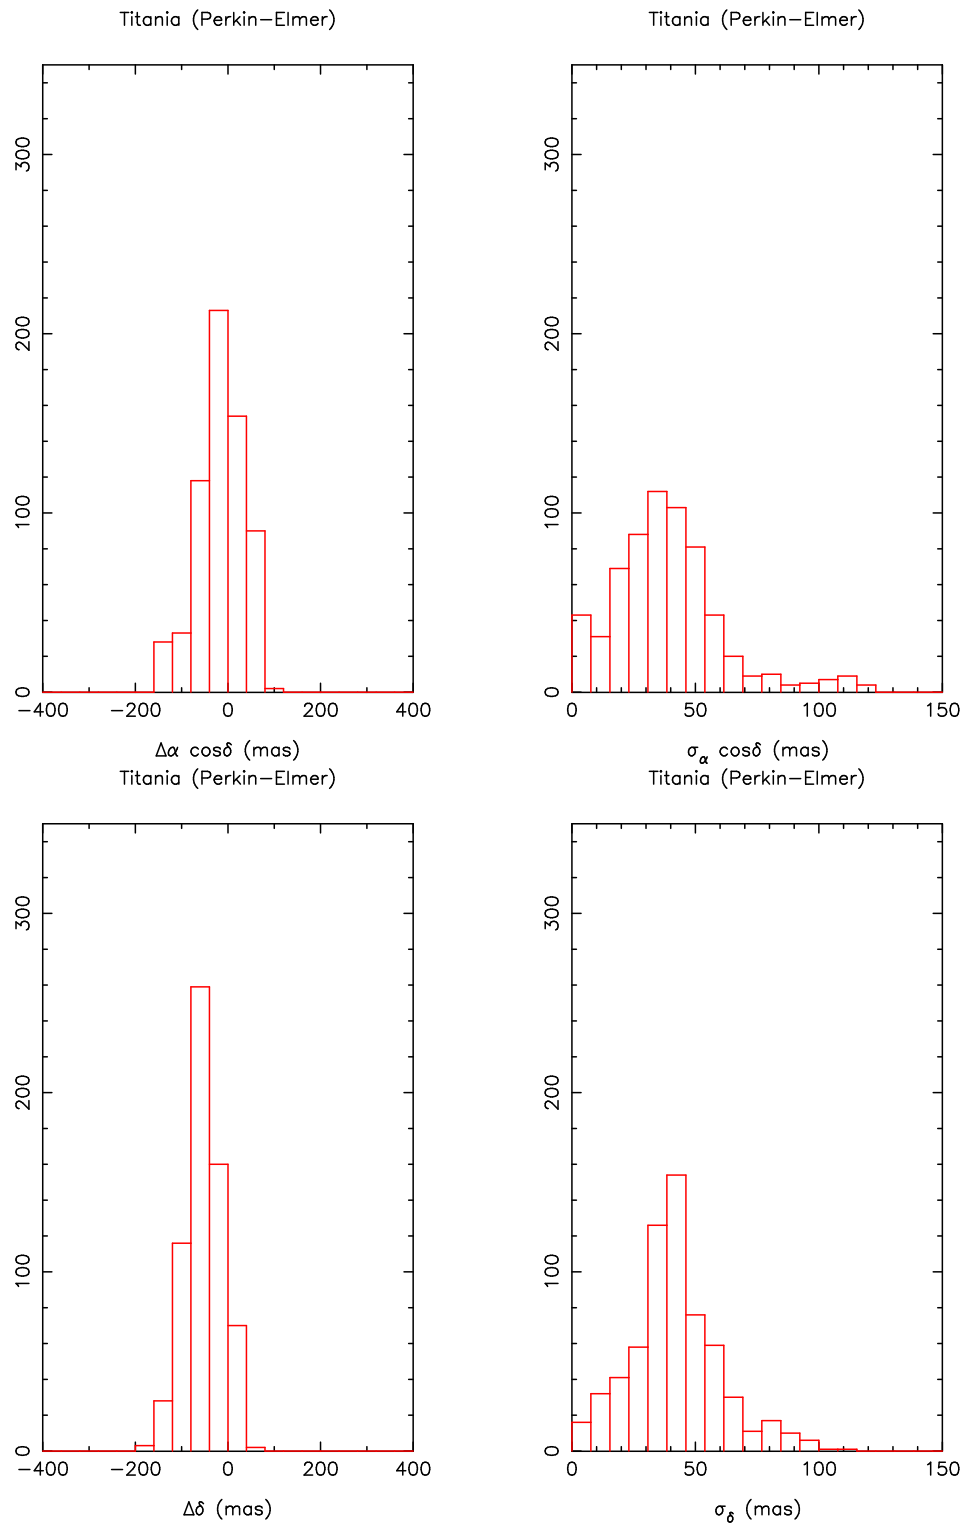 Titania (Perkin−Elmer)
300
200
100
0
−400 −200 0 200 400
Δα cosδ (mas)
Titania (Perkin−Elmer)
300
200
100
0
0 50 100 150
σα cosδ (mas)
Titania (Perkin−Elmer)
300
200
100
0
−400 −200 0 200 400
Δδ (mas)
Titania (Perkin−Elmer)
300
200
100
0
0 50 100 150
σδ (mas)